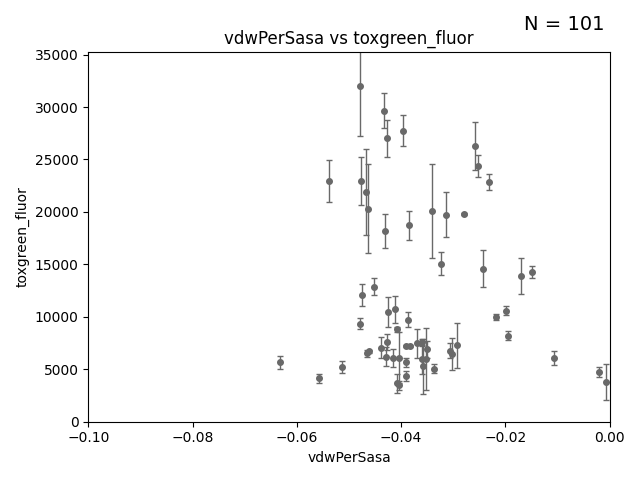 N = 101
vdwPerSasa vs toxgreen_fluor
35000
30000
25000
20000
15000
10000
5000
0
toxgreen_fluor
−0.10 −0.08 −0.06 −0.04 −0.02 0.00
vdwPerSasa